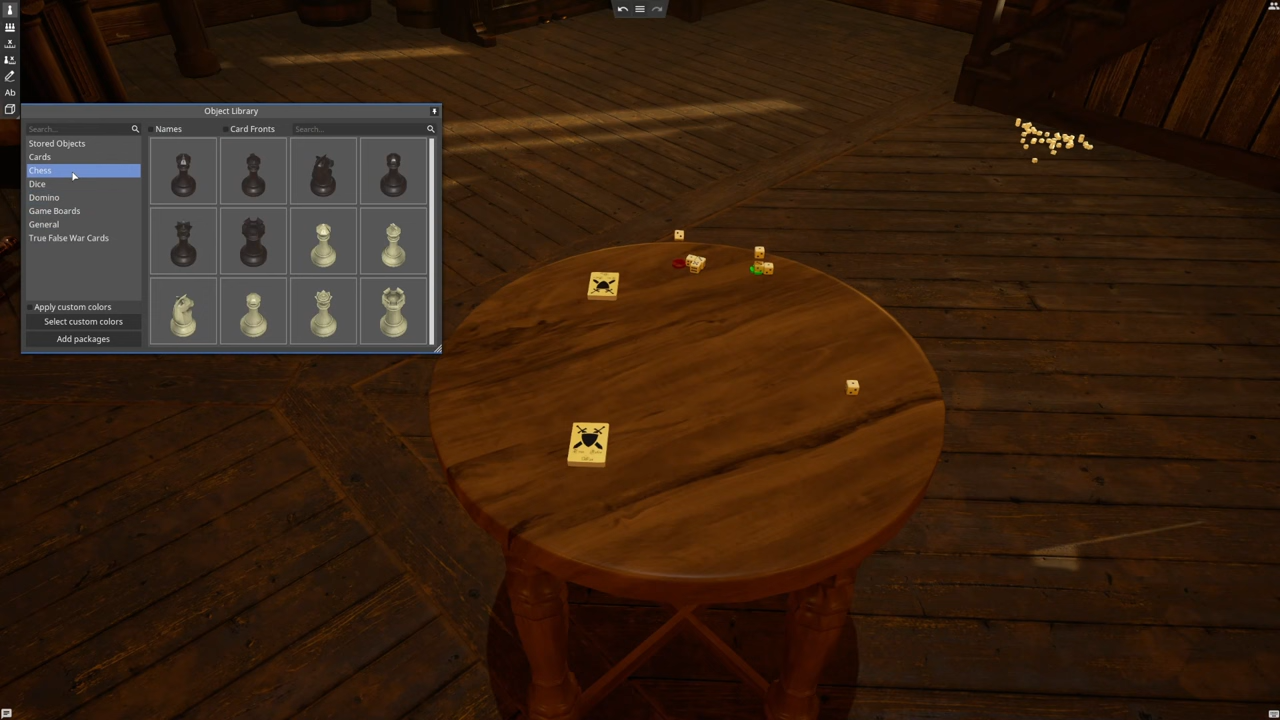 Ab
Object Library
Search...
Names
Card Fronts
Search...
Stored Objects
Cards
Chess
Dice
Domino
Game Boards
General
True False War Cards
Apply custom colors
Select custom colors
Add packages